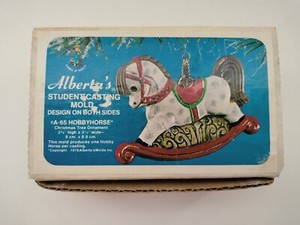 Alberta's
STUDENT CASTING
MOLD
DESIGN ON BOTH SIDES
#A-65 HOBBYHORSE
Christmas Tree Ornament
This mold produces one Hobby
Horse per casting